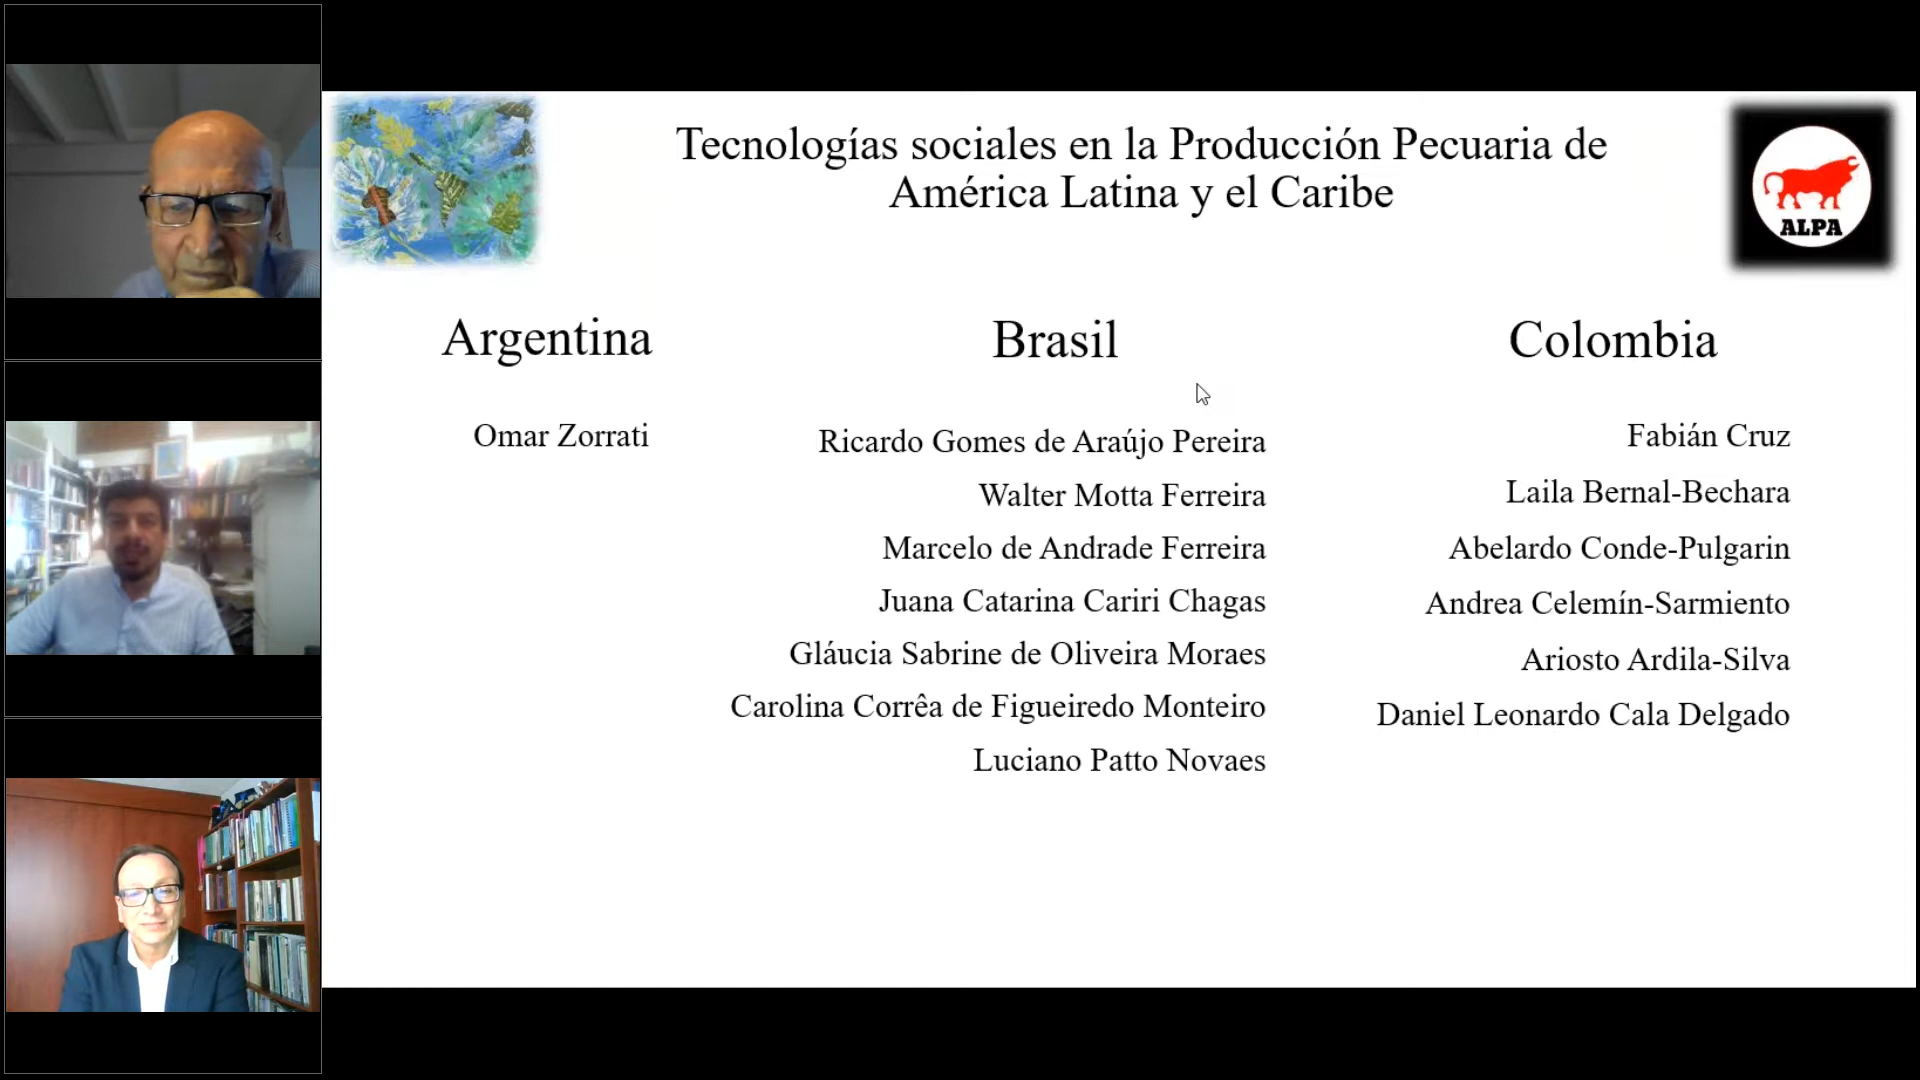 Tecnologías sociales en la Producción Pecuaria de
América Latina y el Caribe
ALPA
Argentina
Omar Zorrati
Brasil
Ricardo Gomes de Araújo Pereira
Walter Motta Ferreira
Marcelo de Andrade Ferreira
Juana Catarina Cariri Chagas
Gláucia Sabrine de Oliveira Moraes
Carolina Corrêa de Figueiredo Monteiro
Luciano Patto Novaes
Colombia
Fabián Cruz
Laila Bernal-Bechara
Abelardo Conde-Pulgarin
Andrea Celemín-Sarmiento
Ariosto Ardila-Silva
Daniel Leonardo Cala Delgado